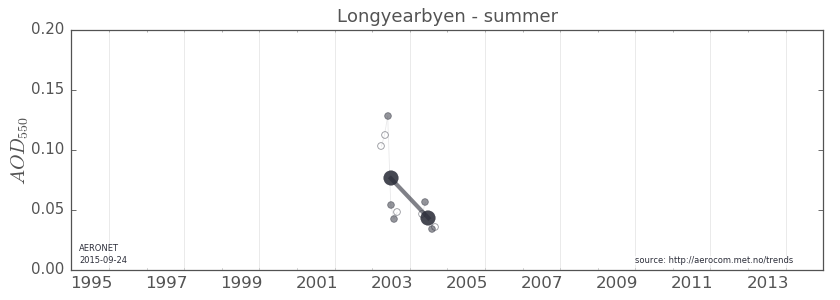 Longyearbyen - summer
0.20
0.15
0.10
0.05
0.00
AOD550
AERONET
2015-09-24
source: http://aerocom.met.no/trends
1995 1997 1999 2001 2003 2005 2007 2009 2011 2013